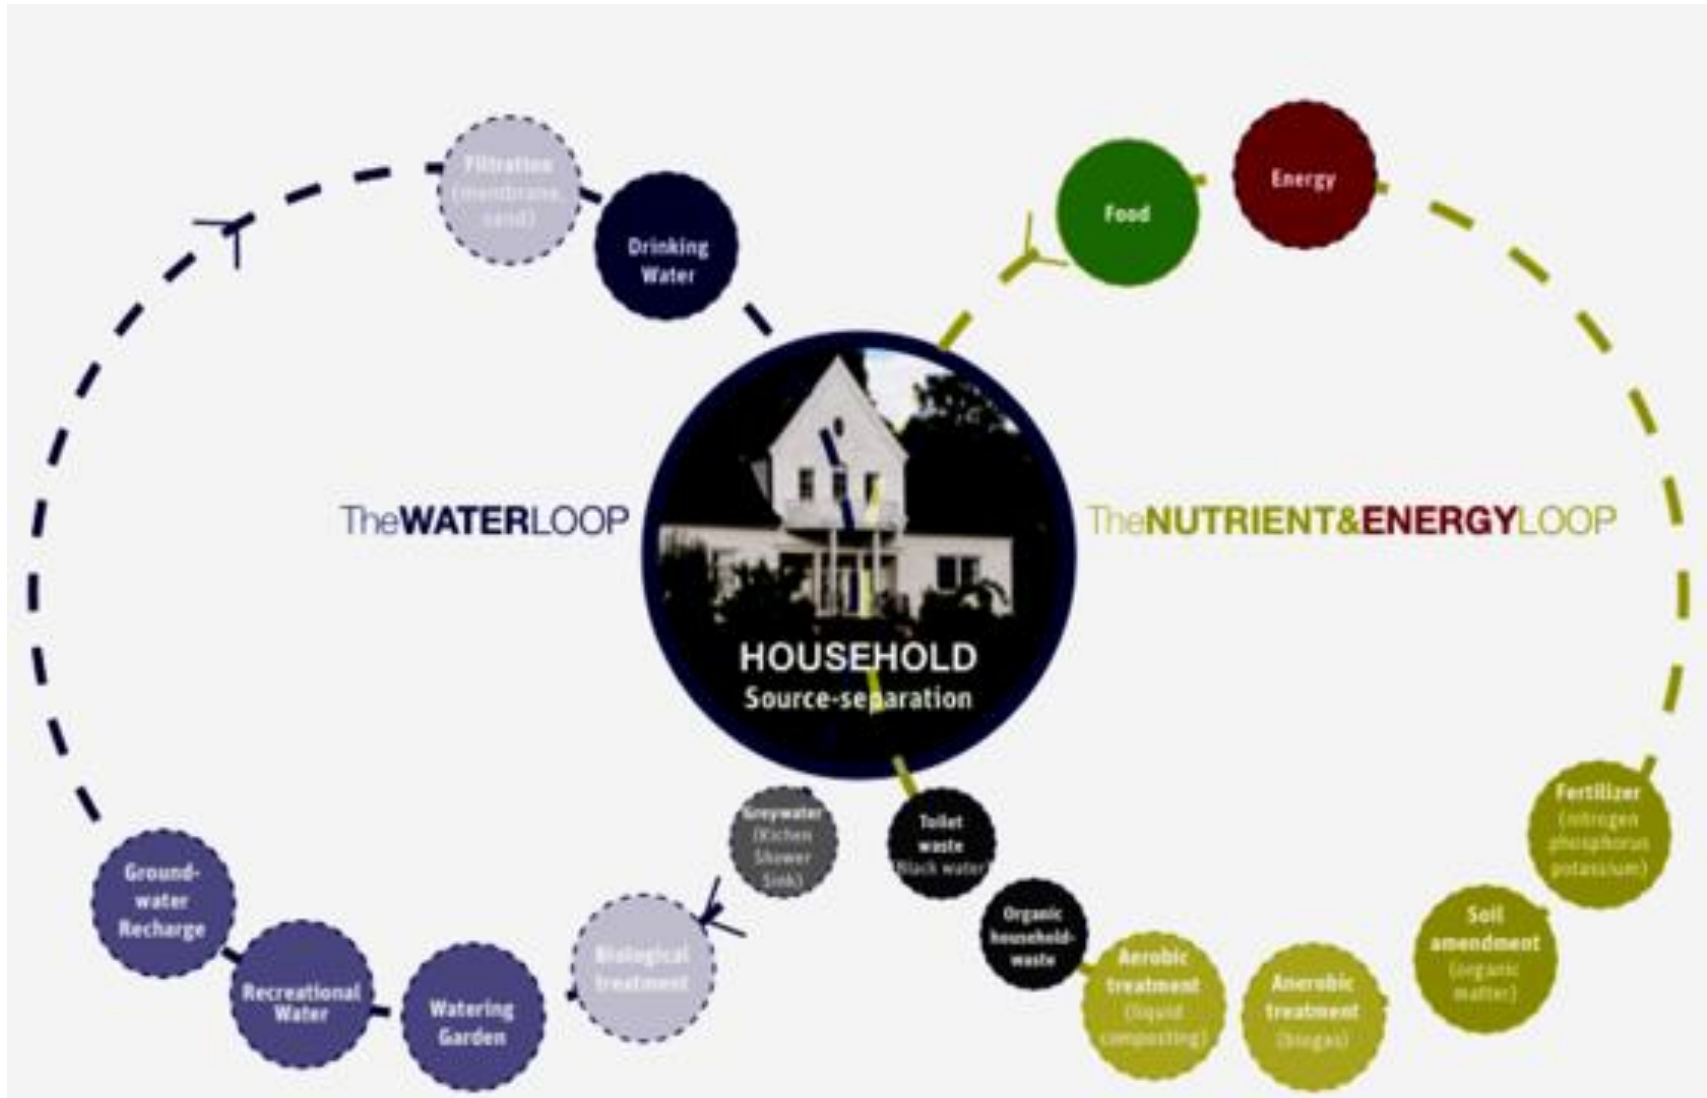 Filtration
(membrane,
sand)
Drinking
Water
Food
Energy
TheWATERLOOP
TheNUTRIENT&ENERGYLOOP
HOUSEHOLD
Source-separation
Greywater
(Kichen
Shower
Sink)
Biological
treatment
Watering
Garden
Recreational
Water
Ground-
water
Recharge
Toilet
waste
(Black water)
Organic
household-
waste
Aerobic
treatment
(liquid
composting)
Anerobic
treatment
(biogas)
Soil
amendment
(organic
matter)
Fertilizer
(nitrogen
phosphorus
potassium)